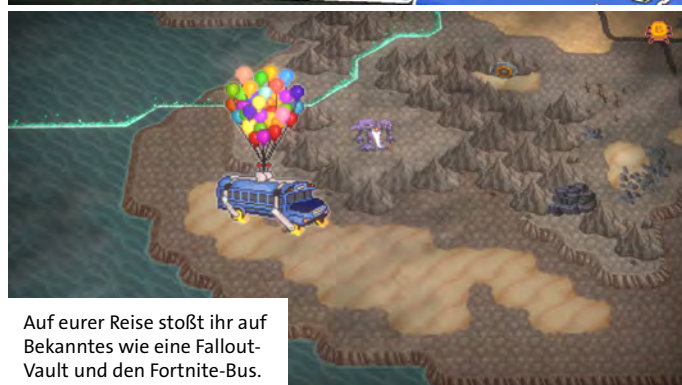 Auf eurer Reise stoßt ihr auf
Bekanntes wie eine Fallout-
Vault und den Fortnite-Bus.